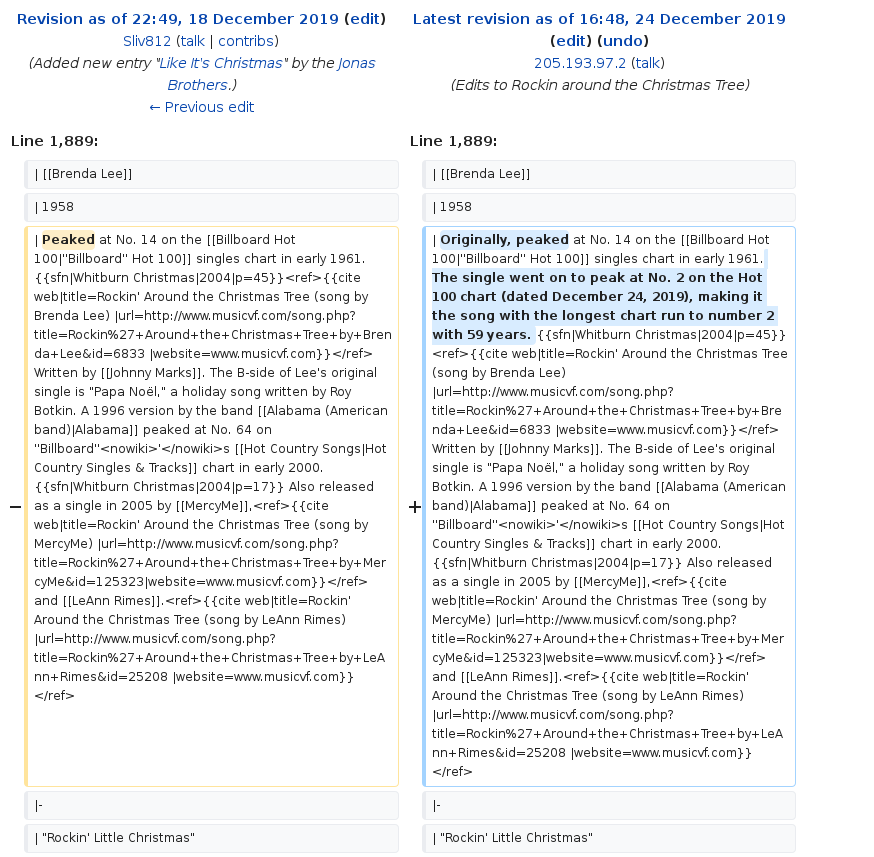 Revision as of 22:49, 18 December 2019 (edit)
Sliv812 (talk | contribs)
(Added new entry "Like It's Christmas" by the Jonas
Brothers.)
← Previous edit
Latest revision as of 16:48, 24 December 2019
(edit) (undo)
205.193.97.2 (talk)
(Edits to Rockin around the Christmas Tree)
Line 1,889:
Line 1,889:
| [[Brenda Lee]]
| [[Brenda Lee]]
| 1958
| 1958
−
| Peaked at No. 14 on the [[Billboard Hot
100|''Billboard'' Hot 100]] singles chart in early 1961.
{{sfn|Whitburn Christmas|2004|p=45}}<ref>{{cite
web|title=Rockin' Around the Christmas Tree (song by
Brenda Lee) |url=http://www.musicvf.com/song.php?
title=Rockin%27+Around+the+Christmas+Tree+by+Bren
da+Lee&id=6833 |website=www.musicvf.com}}</ref>
Written by [[Johnny Marks]]. The B-side of Lee's original
single is "Papa Noël," a holiday song written by Roy
Botkin. A 1996 version by the band [[Alabama (American
band)|Alabama]] peaked at No. 64 on
''Billboard''<nowiki>'</nowiki>s [[Hot Country Songs|Hot
Country Singles & Tracks]] chart in early 2000.
{{sfn|Whitburn Christmas|2004|p=17}} Also released
as a single in 2005 by [[MercyMe]],<ref>{{cite
web|title=Rockin' Around the Christmas Tree (song by
MercyMe) |url=http://www.musicvf.com/song.php?
title=Rockin%27+Around+the+Christmas+Tree+by+Mer
cyMe&id=125323|website=www.musicvf.com}}</ref>
and [[LeAnn Rimes]].<ref>{{cite web|title=Rockin'
Around the Christmas Tree (song by LeAnn Rimes)
|url=http://www.musicvf.com/song.php?
title=Rockin%27+Around+the+Christmas+Tree+by+LeA
nn+Rimes&id=25208 |website=www.musicvf.com}}
</ref>
+
| Originally, peaked at No. 14 on the [[Billboard Hot
100|''Billboard'' Hot 100]] singles chart in early 1961.
The single went on to peak at No. 2 on the Hot
100 chart (dated December 24, 2019), making it
the song with the longest chart run to number 2
with 59 years. {{sfn|Whitburn Christmas|2004|p=45}}
<ref>{{cite web|title=Rockin' Around the Christmas Tree
(song by Brenda Lee)
|url=http://www.musicvf.com/song.php?
title=Rockin%27+Around+the+Christmas+Tree+by+Bre
nda+Lee&id=6833 |website=www.musicvf.com}}</ref>
Written by [[Johnny Marks]]. The B-side of Lee's original
single is "Papa Noël," a holiday song written by Roy
Botkin. A 1996 version by the band [[Alabama (American
band)|Alabama]] peaked at No. 64 on
''Billboard''<nowiki>'</nowiki>s [[Hot Country Songs|Hot
Country Singles & Tracks]] chart in early 2000.
{{sfn|Whitburn Christmas|2004|p=17}} Also released
as a single in 2005 by [[MercyMe]],<ref>{{cite
web|title=Rockin' Around the Christmas Tree (song by
MercyMe) |url=http://www.musicvf.com/song.php?
title=Rockin%27+Around+the+Christmas+Tree+by+Mer
cyMe&id=125323|website=www.musicvf.com}}</ref>
and [[LeAnn Rimes]].<ref>{{cite web|title=Rockin'
Around the Christmas Tree (song by LeAnn Rimes)
|url=http://www.musicvf.com/song.php?
title=Rockin%27+Around+the+Christmas+Tree+by+LeA
nn+Rimes&id=25208 |website=www.musicvf.com}}
</ref>
|-
|-
| "Rockin' Little Christmas"
| "Rockin' Little Christmas"